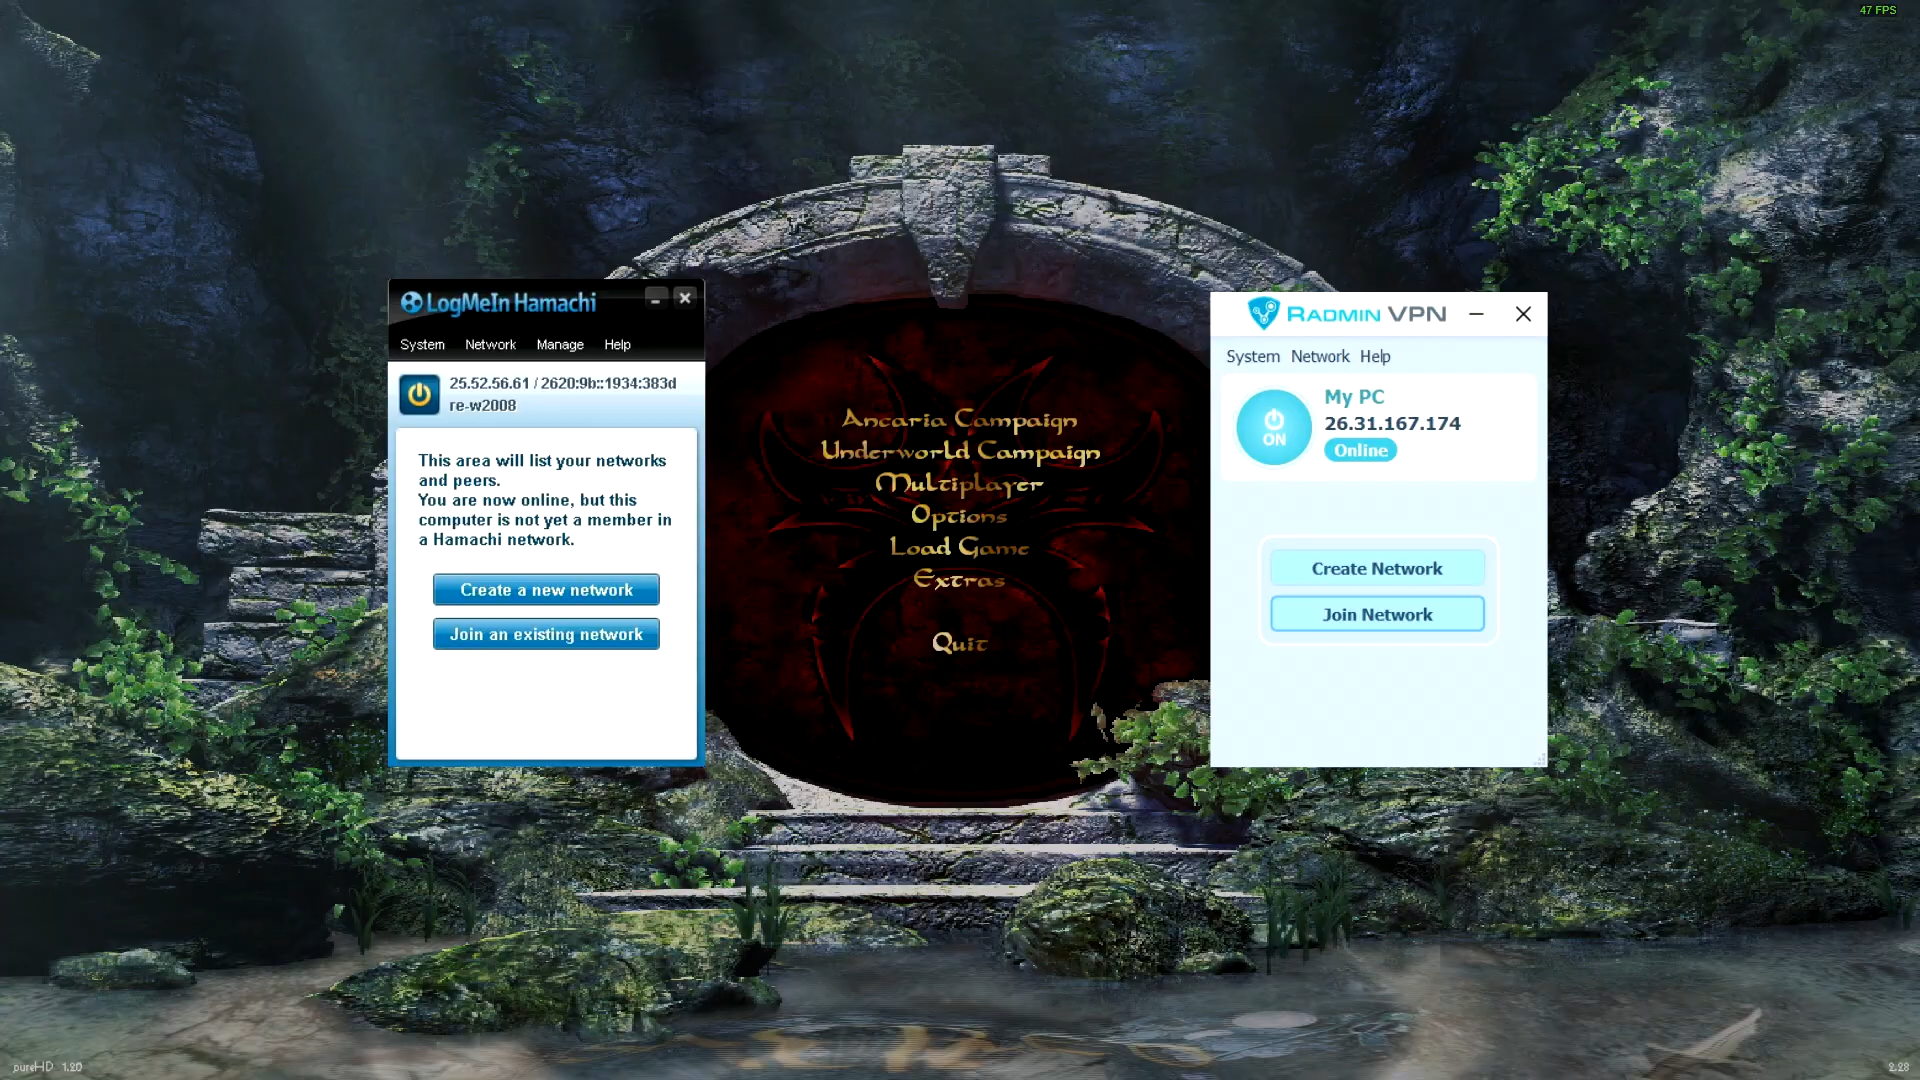 47 FPS
LogMeIn Hamachi
System Network Manage Help
25.52.56.61 / 2620:9b::1934:383d
re-w2008
This area will list your networks
and peers.
You are now online, but this
computer is not yet a member in
a Hamachi network.
Create a new network
Join an existing network
Ancaria Campaign
Underworld Campaign
Multiplayer
Options
Load Game
Extras
Quit
RADMIN VPN
System Network Help
ON
My PC
26.31.167.174
Online
Create Network
Join Network
pureHD 1.20
2.28